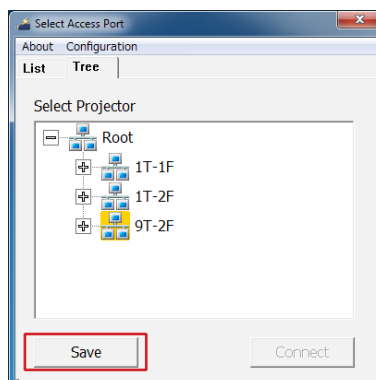 Select Access Port
About Configuration
List Tree
Select Projector
Root
1T-1F
1T-2F
9T-2F
Save Connect